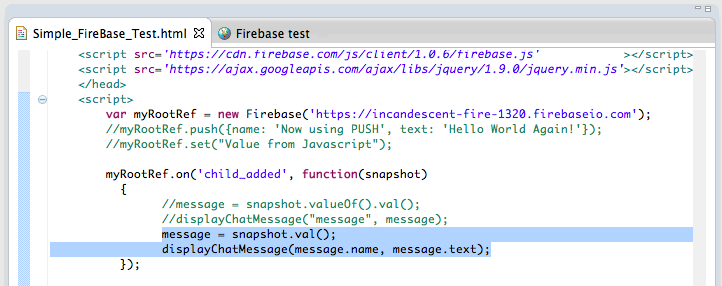 Simple_FireBase_Test.html
Firebase test
<script src='https://cdn.firebase.com/js/client/1.0.6/firebase.js' ></script>
<script src='https://ajax.googleapis.com/ajax/libs/jquery/1.9.0/jquery.min.js'></script>
</head>
<script>
var myRootRef = new Firebase('https://incandescent-fire-1320.firebaseio.com');
//myRootRef.push({name: 'Now using PUSH', text: 'Hello World Again!'});
//myRootRef.set("Value from Javascript");
myRootRef.on('child_added', function(snapshot)
{
//message = snapshot.valueOf().val();
//displayChatMessage("message", message);
message = snapshot.val();
displayChatMessage(message.name, message.text);
});